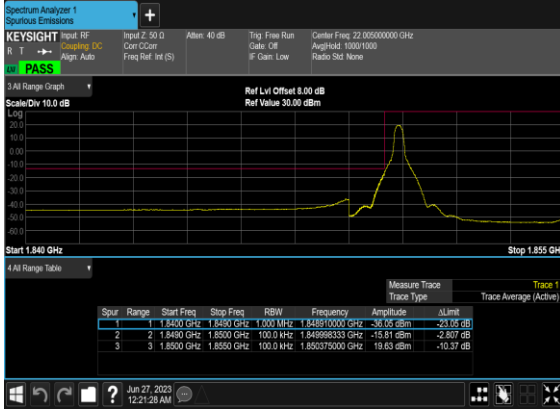 Spectrum Analyzer 1
Spurious Emissions
+
KEYSIGHT Input: RF Input Z: 50 Ω Atten: 40 dB Trig: Free Run Center Freq: 22.005000000 GHz
R T Coupling: DC Corr CCorr Gate: Off Avg|Hold: 1000/1000
Align: Auto Freq Ref: Int (S) IF Gain: Low Radio Std: None
PASS
3 All Range Graph
Ref Lvl Offset 8.00 dB
Scale/Div 10.0 dB Ref Value 30.00 dBm
Log
20.0
10.0
0.00
-10.0
-20.0
-30.0
-40.0
-50.0
-60.0
Start 1.840 GHz Stop 1.855 GH
4 All Range Table
Measure Trace Trace 1
Trace Type Trace Average (Active)
Spur Range Start Freq Stop Freq RBW Frequency Amplitude ΔLimit
1 1 1.8400 GHz 1.8490 GHz 1.000 MHz 1.848910000 GHz -36.05 dBm -23.05 dB
2 2 1.8490 GHz 1.8500 GHz 100.0 kHz 1.849998333 GHz -15.81 dBm -2.807 dB
3 3 1.8500 GHz 1.8550 GHz 100.0 kHz 1.850375000 GHz 19.63 dBm -10.37 dB
? Jun 27, 2023
12:21:28 AM